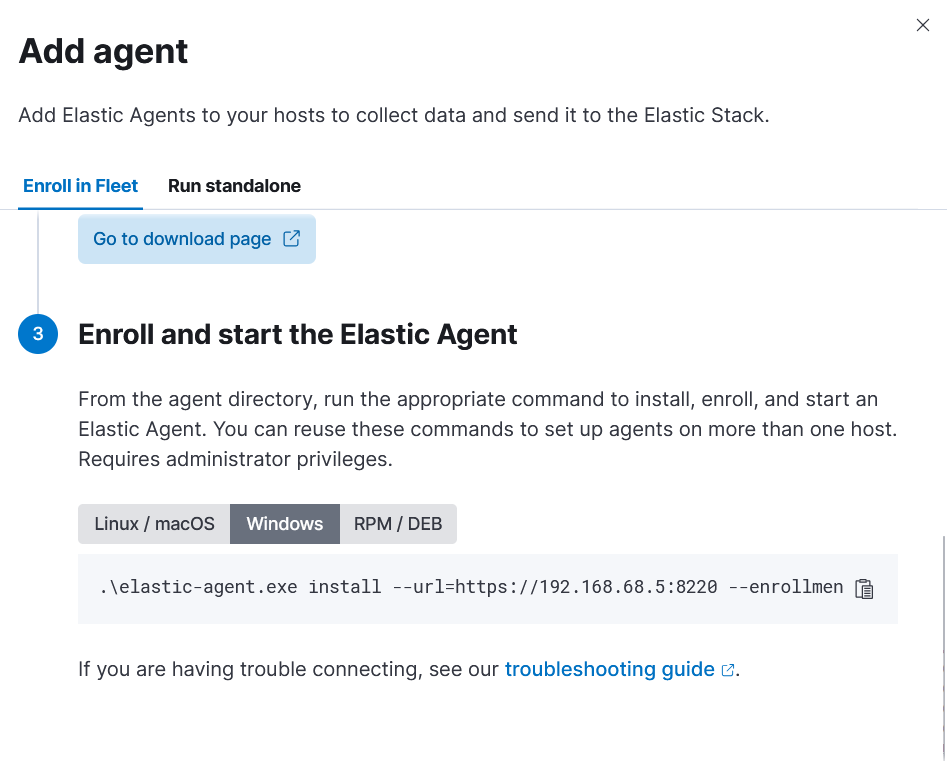 Add agent
Add Elastic Agents to your hosts to collect data and send it to the Elastic Stack.
Enroll in Fleet
Run standalone
Go to download page
3
Enroll and start the Elastic Agent
From the agent directory, run the appropriate command to install, enroll, and start an
Elastic Agent. You can reuse these commands to set up agents on more than one host.
Requires administrator privileges.
Linux / macOS
Windows
RPM / DEB
.\elastic-agent.exe install --url=https://192.168.68.5:8220 --enrollmen
If you are having trouble connecting, see our troubleshooting guide.